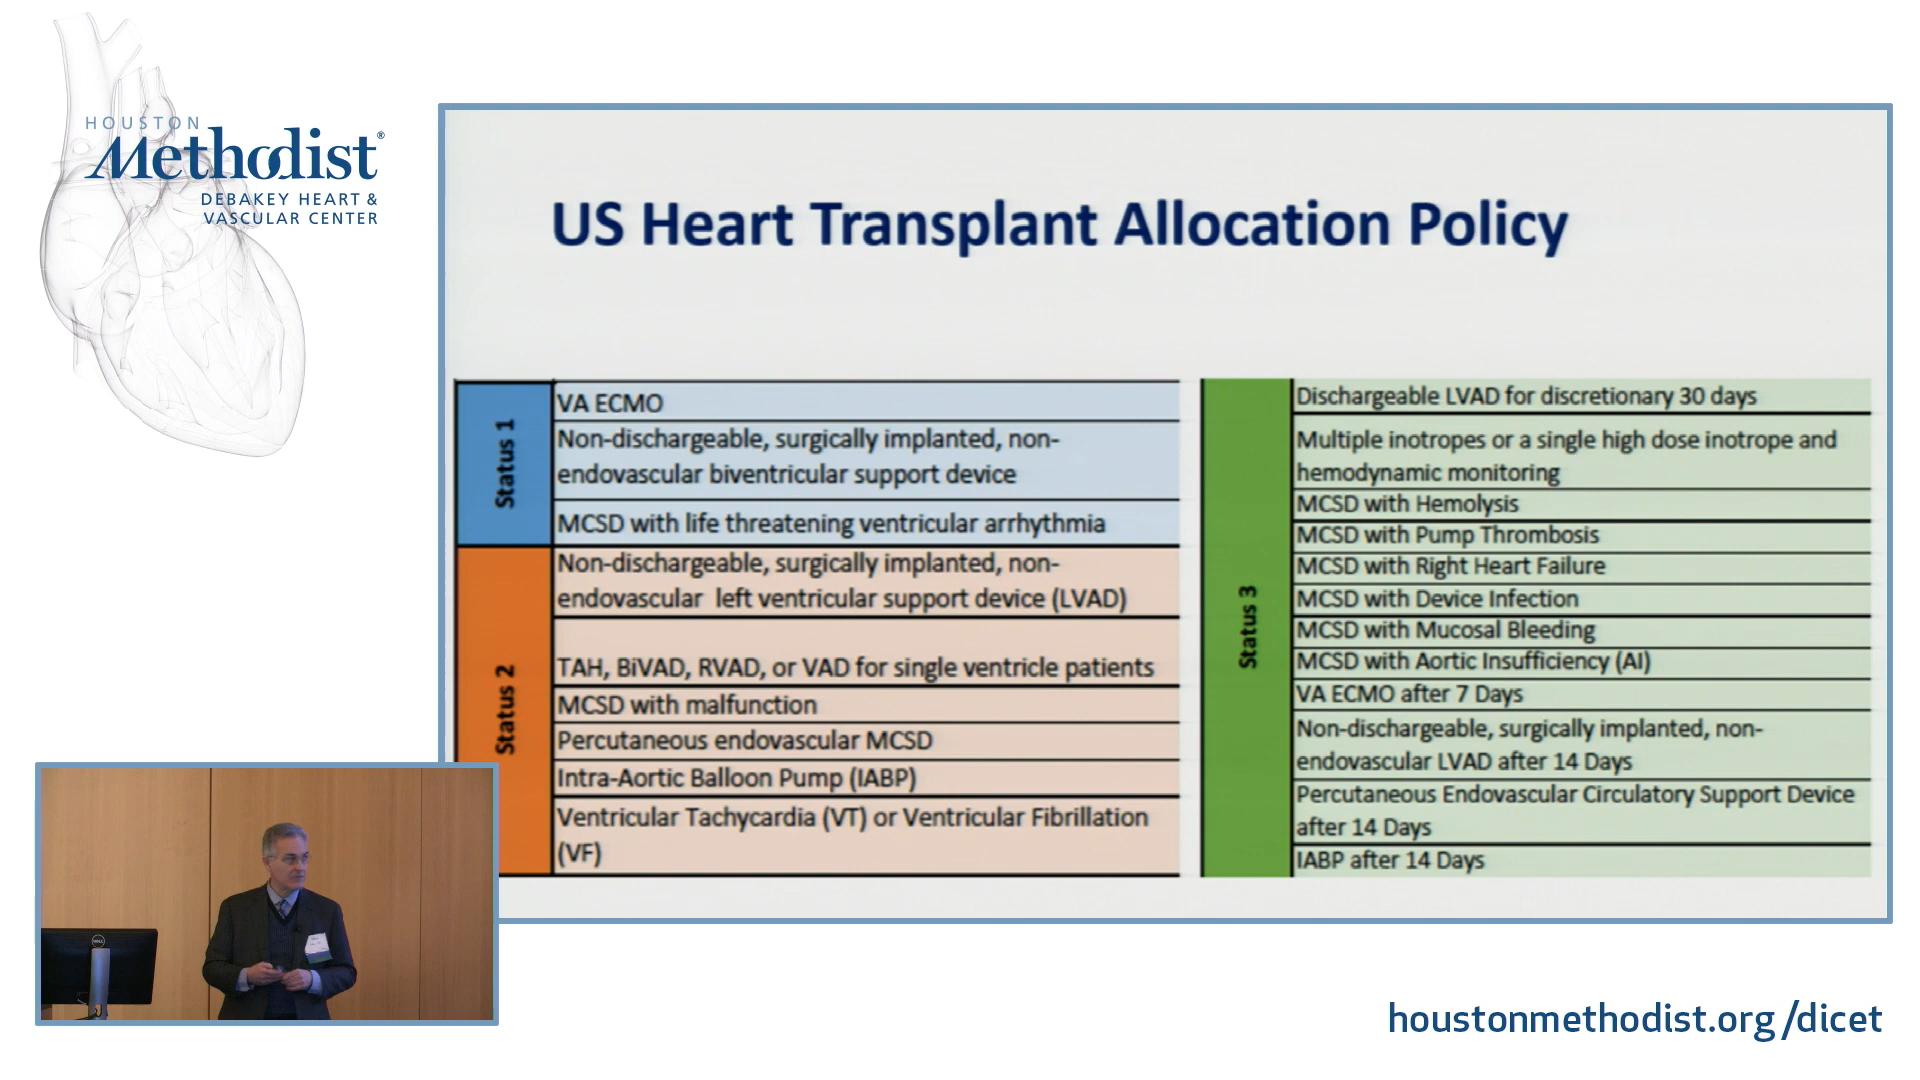 HOUSTON
Methodist®
DEBAKEY HEART &
VASCULAR CENTER
US Heart Transplant Allocation Policy
Status 1
VA ECMO
Non-dischargeable, surgically implanted, non-
endovascular biventricular support device
MCSD with life threatening ventricular arrhythmia
Status 2
Non-dischargeable, surgically implanted, non-
endovascular left ventricular support device (LVAD)
TAH, BiVAD, RVAD, or VAD for single ventricle patients
MCSD with malfunction
Percutaneous endovascular MCSD
Intra-Aortic Balloon Pump (IABP)
Ventricular Tachycardia (VT) or Ventricular Fibrillation
(VF)
Status 3
Dischargeable LVAD for discretionary 30 days
Multiple inotropes or a single high dose inotrope and
hemodynamic monitoring
MCSD with Hemolysis
MCSD with Pump Thrombosis
MCSD with Right Heart Failure
MCSD with Device Infection
MCSD with Mucosal Bleeding
MCSD with Aortic Insufficiency (AI)
VA ECMO after 7 Days
Non-dischargeable, surgically implanted, non-
endovascular LVAD after 14 Days
Percutaneous Endovascular Circulatory Support Device
after 14 Days
IABP after 14 Days
DELL
houstonmethodist.org/dicet